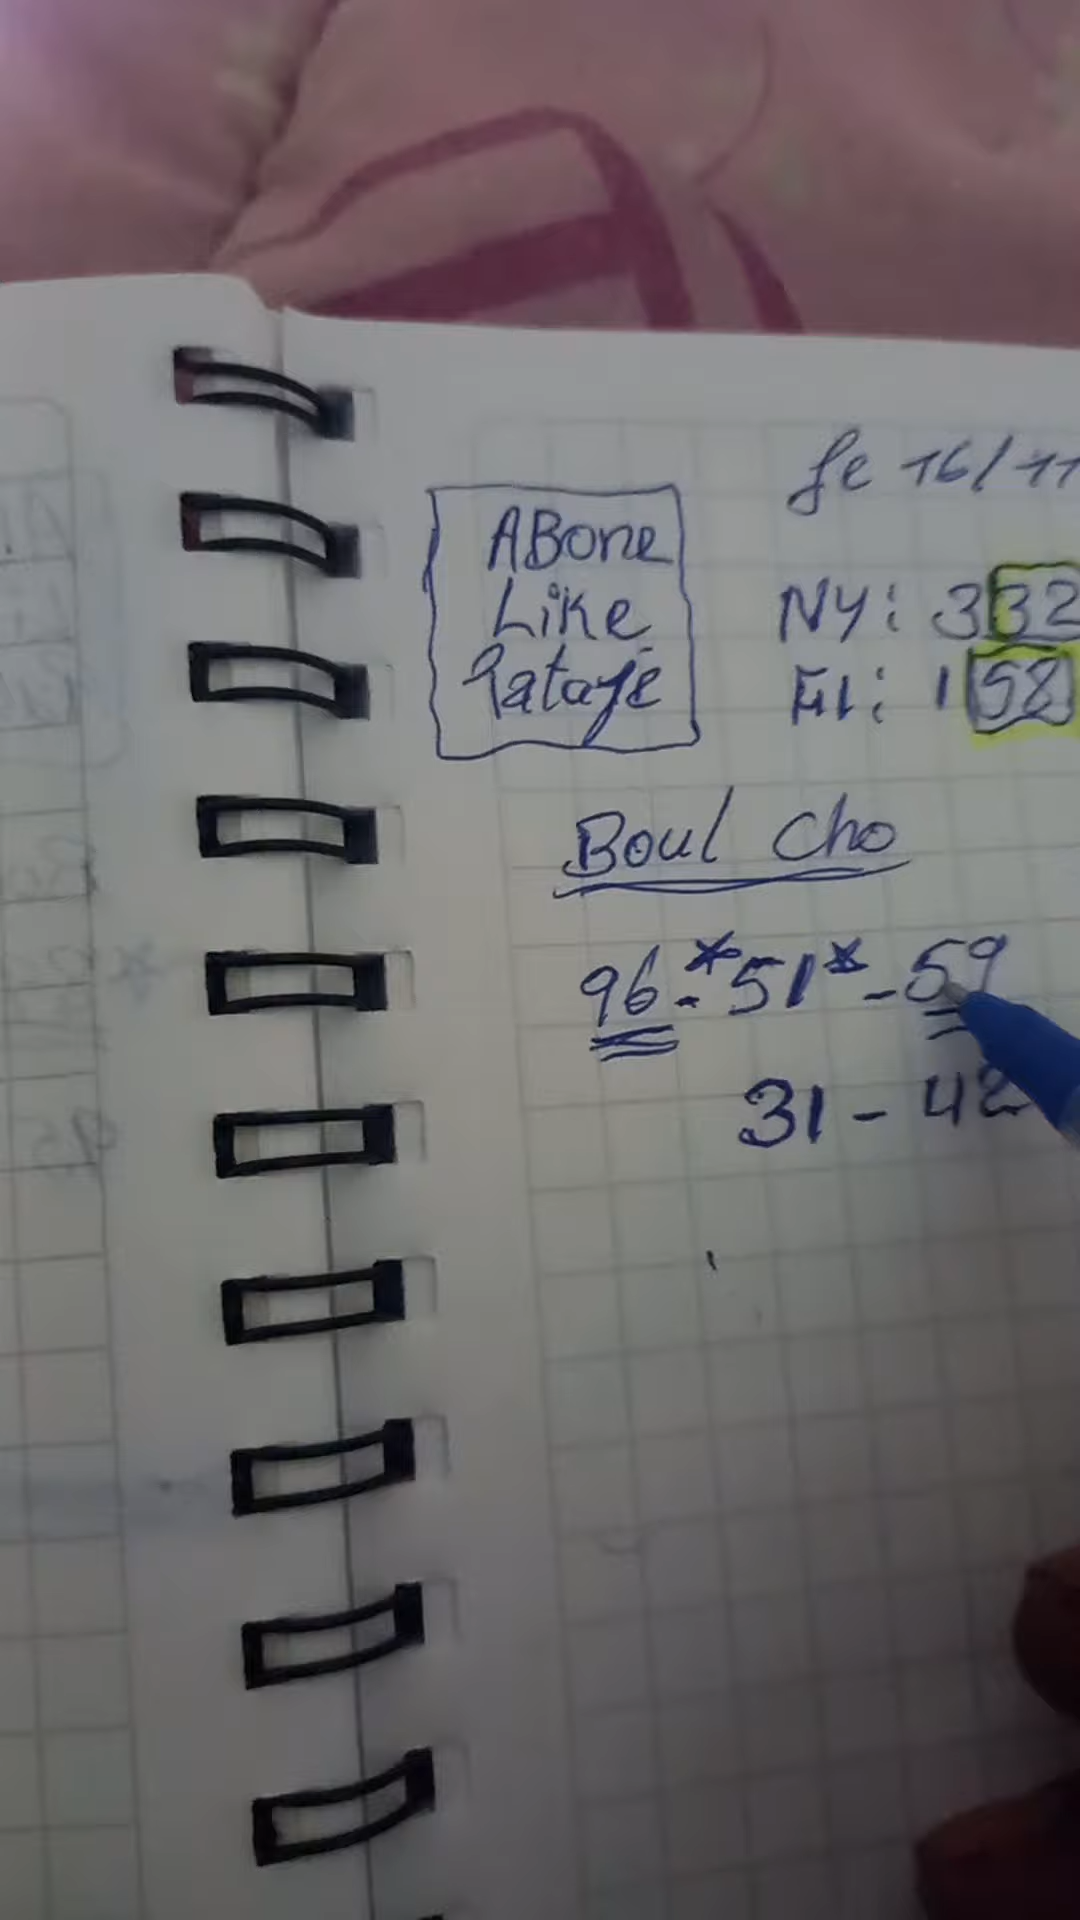 Le 16/11
ABone
Like
Pataje
NY: 332
Fl: 158
Boul Cho
96 - * 51 * - 59
31 - 42